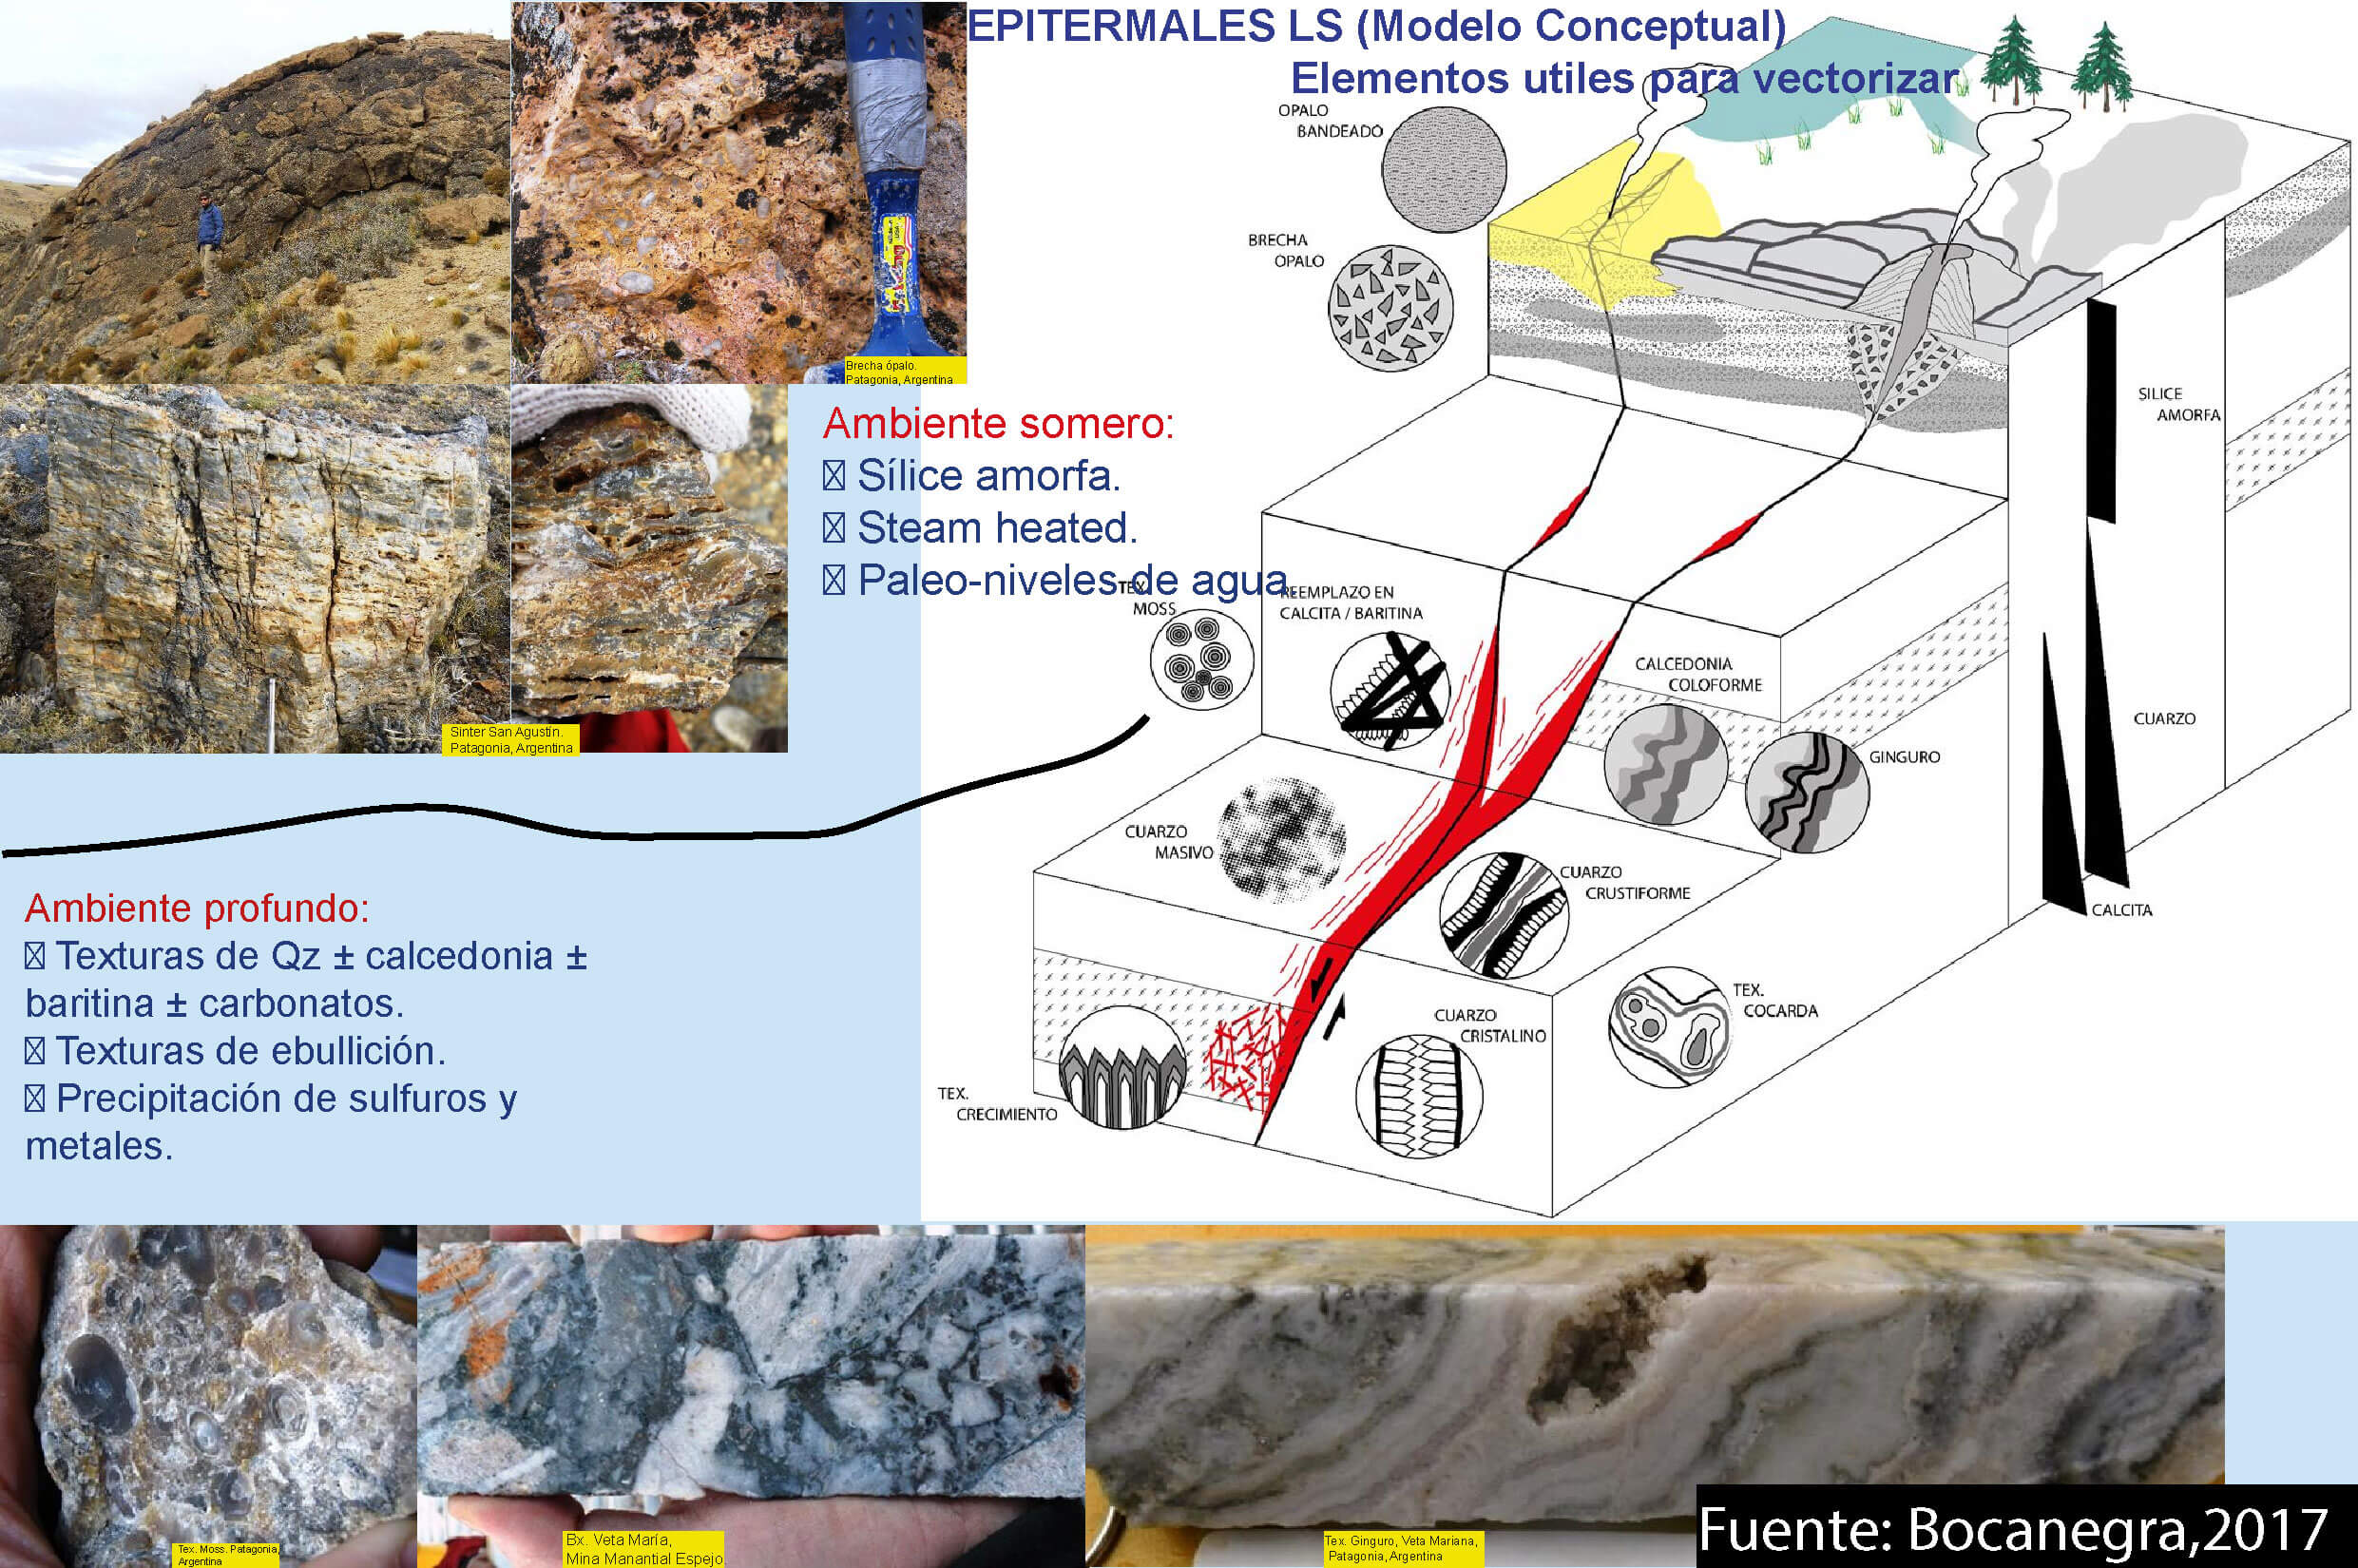 EPITERMALES LS (Modelo Conceptual)
Elementos utiles para vectorizar
OPALO
BANDEADO
BRECHA
OPALO
Brecha ópalo.
Patagonia, Argentina
Ambiente somero:
Sílice amorfa.
Steam heated.
Paleo-niveles de agua.
SILICE
AMORFA
TEX.
MOSS
REEMPLAZO EN
CALCITA / BARITINA
CALCEDONIA
COLOFORME
GINGURO
CUARZO
Sinter San Agustín.
Patagonia, Argentina
CUARZO
MASIVO
CUARZO
CRUSTIFORME
CALCITA
Ambiente profundo:
Texturas de Qz ± calcedonia ±
baritina ± carbonatos.
Texturas de ebullición.
Precipitación de sulfuros y
metales.
TEX.
COCARDA
CUARZO
CRISTALINO
TEX.
CRECIMIENTO
Tex. Moss. Patagonia,
Argentina
Bx. Veta María,
Mina Manantial Espejo
Tex. Ginguro, Veta Mariana,
Patagonia, Argentina
Fuente: Bocanegra,2017